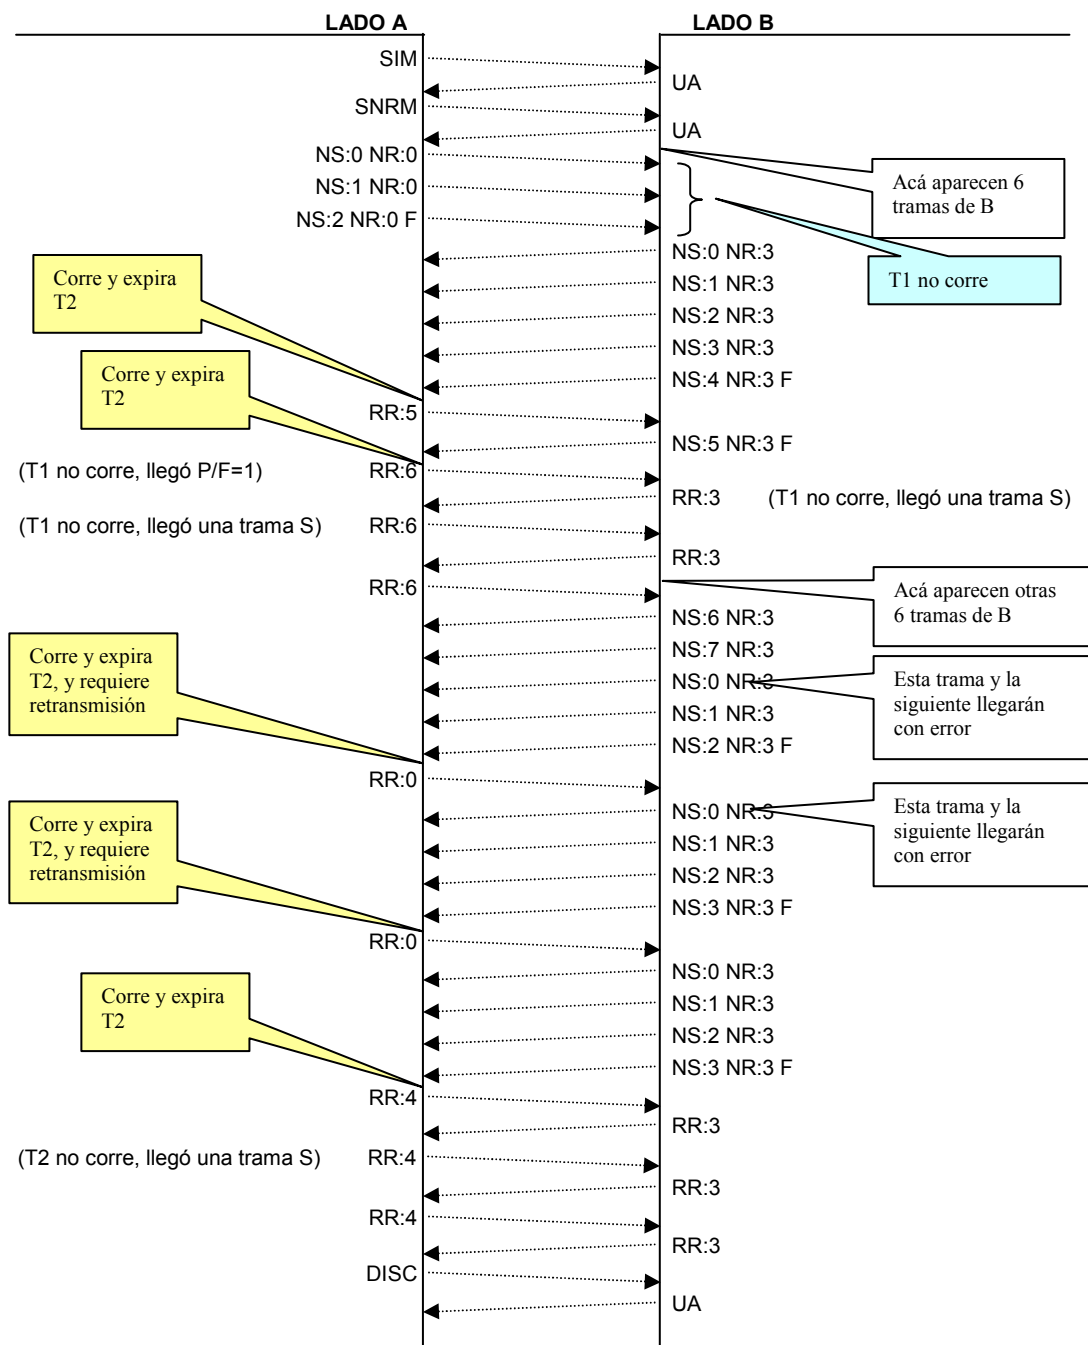 LADO A
LADO B
SIM
UA
SNRM
UA
NS:0 NR:0
Acá aparecen 6
tramas de B
NS:1 NR:0
NS:2 NR:0 F
NS:0 NR:3
T1 no corre
Corre y expira
T2
NS:1 NR:3
NS:2 NR:3
NS:3 NR:3
Corre y expira
T2
NS:4 NR:3 F
RR:5
NS:5 NR:3 F
(T1 no corre, llegó P/F=1)
RR:6
RR:3
(T1 no corre, llegó una trama S)
(T1 no corre, llegó una trama S)
RR:6
RR:3
RR:6
Acá aparecen otras
6 tramas de B
NS:6 NR:3
NS:7 NR:3
Corre y expira
T2, y requiere
retransmisión
NS:0 NR:3
Esta trama y la
siguiente llegarán
con error
NS:1 NR:3
NS:2 NR:3 F
RR:0
NS:0 NR:3
Esta trama y la
siguiente llegarán
con error
Corre y expira
T2, y requiere
retransmisión
NS:1 NR:3
NS:2 NR:3
NS:3 NR:3 F
RR:0
NS:0 NR:3
Corre y expira
T2
NS:1 NR:3
NS:2 NR:3
NS:3 NR:3 F
RR:4
RR:3
(T2 no corre, llegó una trama S)
RR:4
RR:3
RR:4
RR:3
DISC
UA